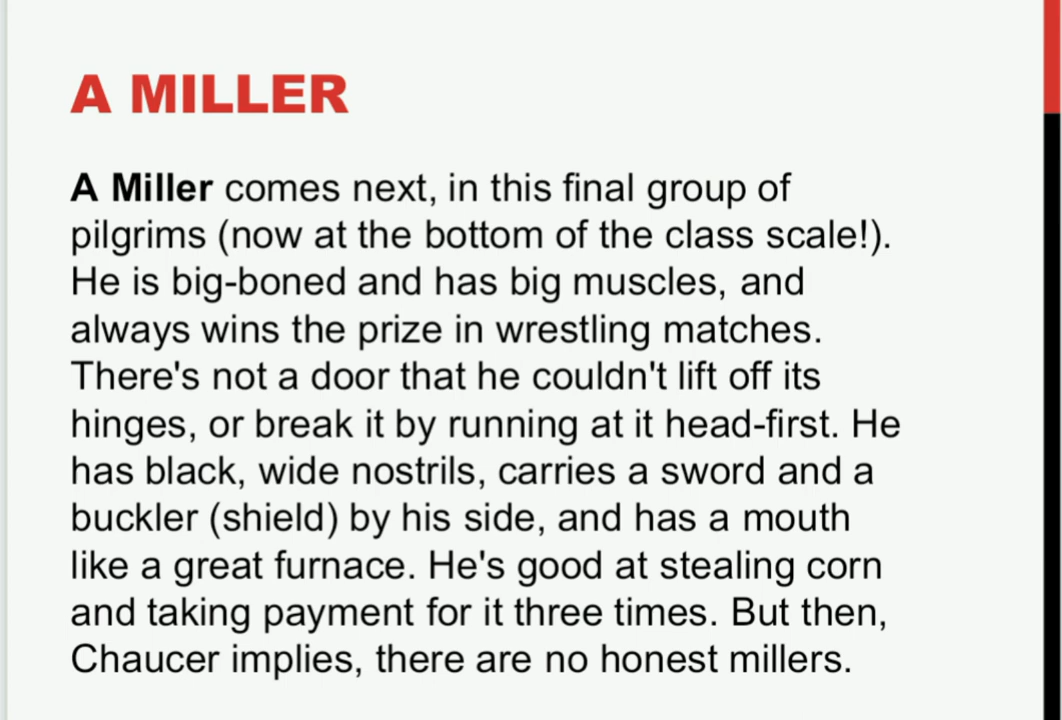 A MILLER
A Miller comes next, in this final group of
pilgrims (now at the bottom of the class scale!).
He is big-boned and has big muscles, and
always wins the prize in wrestling matches.
There's not a door that he couldn't lift off its
hinges, or break it by running at it head-first. He
has black, wide nostrils, carries a sword and a
buckler (shield) by his side, and has a mouth
like a great furnace. He's good at stealing corn
and taking payment for it three times. But then,
Chaucer implies, there are no honest millers.